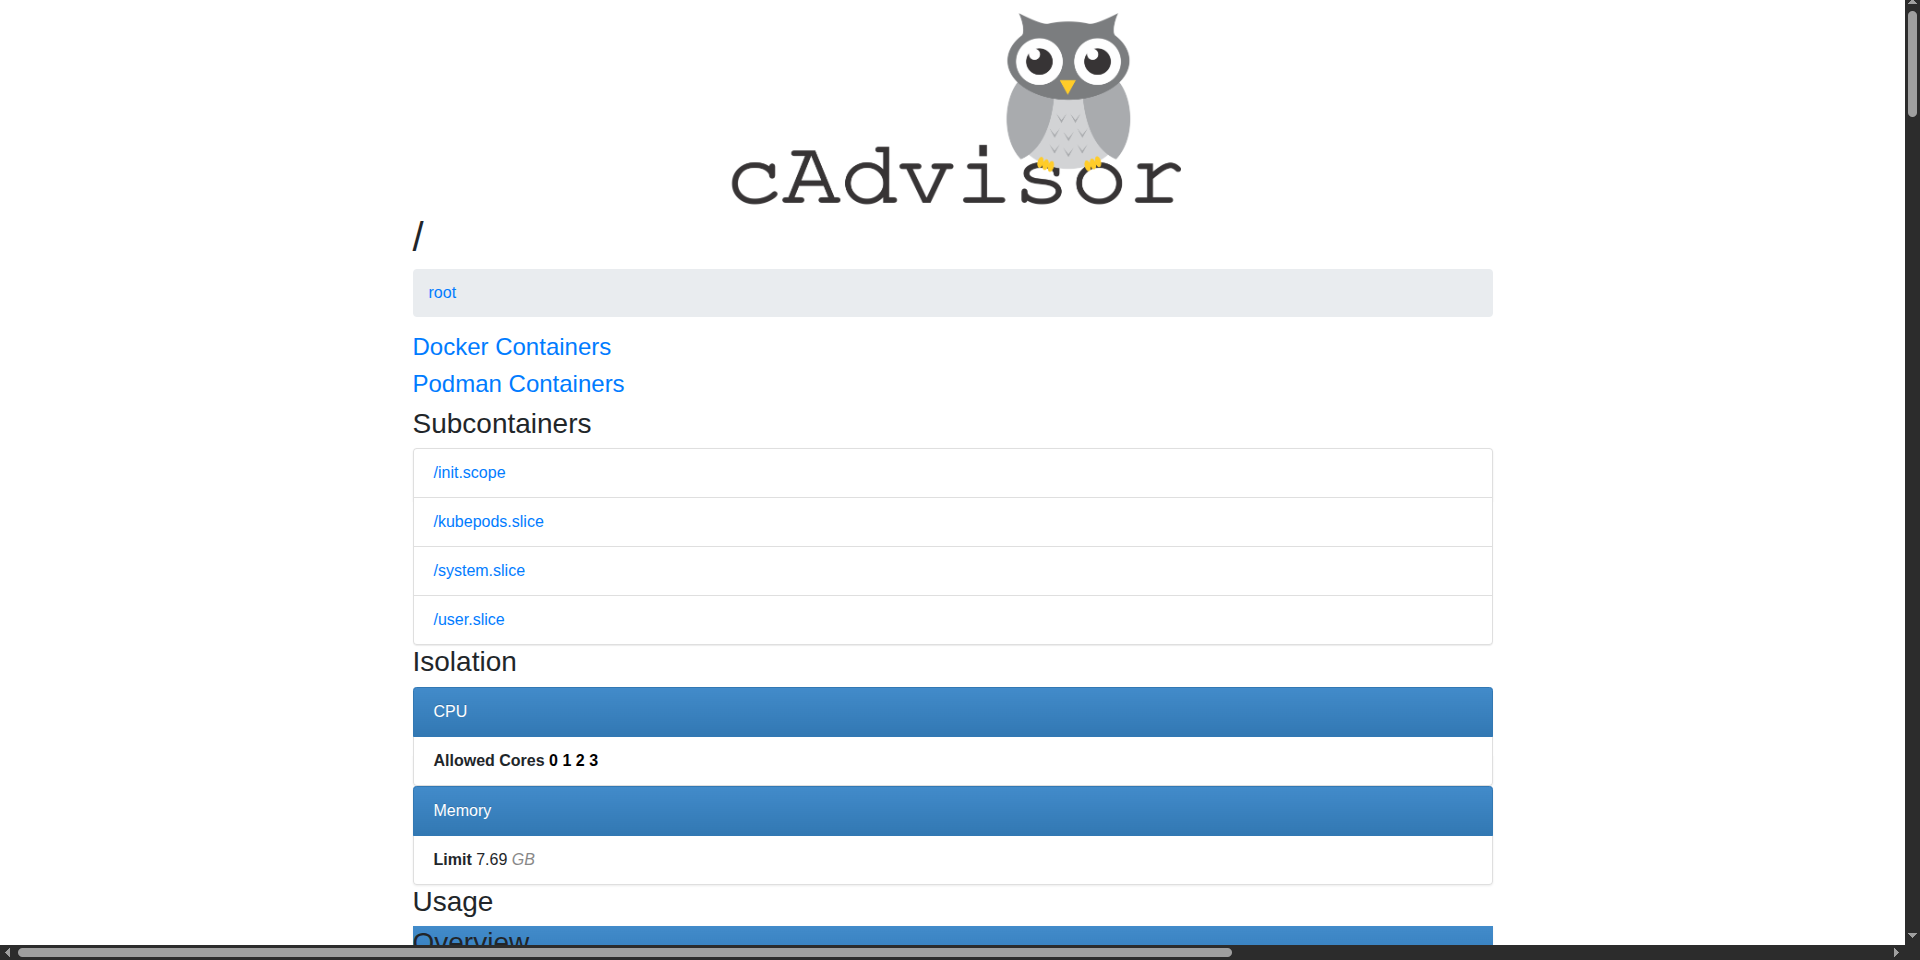 cAdvisor
/
root
Docker Containers
Podman Containers
Subcontainers
/init.scope
/kubepods.slice
/system.slice
/user.slice
Isolation
CPU
Allowed Cores 0 1 2 3
Memory
Limit 7.69 GB
Usage
Overview